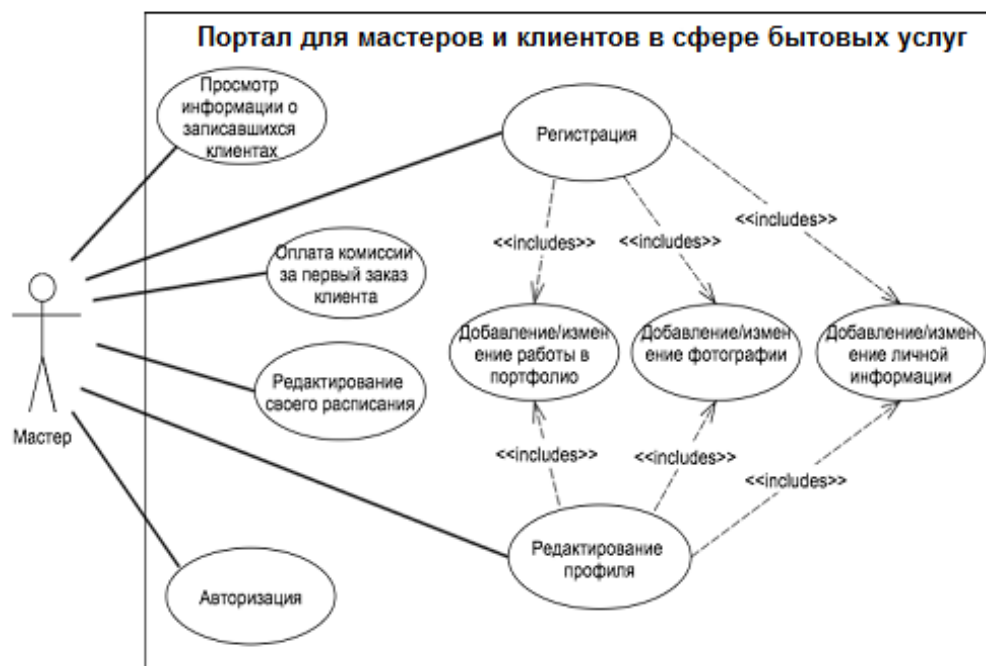 Портал для мастеров и клиентов в сфере бытовых услуг
Просмотр
информации о
записавшихся
клиентах
Регистрация
<<includes>>
<<includes>>
<<includes>>
Оплата комиссии
за первый заказ
клиента
Добавление/измен
ение работы в
портфолио
Добавление/измен
ение фотографии
Добавление/измен
ение личной
информации
Редактирование
своего расписания
Мастер
<<includes>>
<<includes>>
<<includes>>
Редактирование
профиля
Авторизация